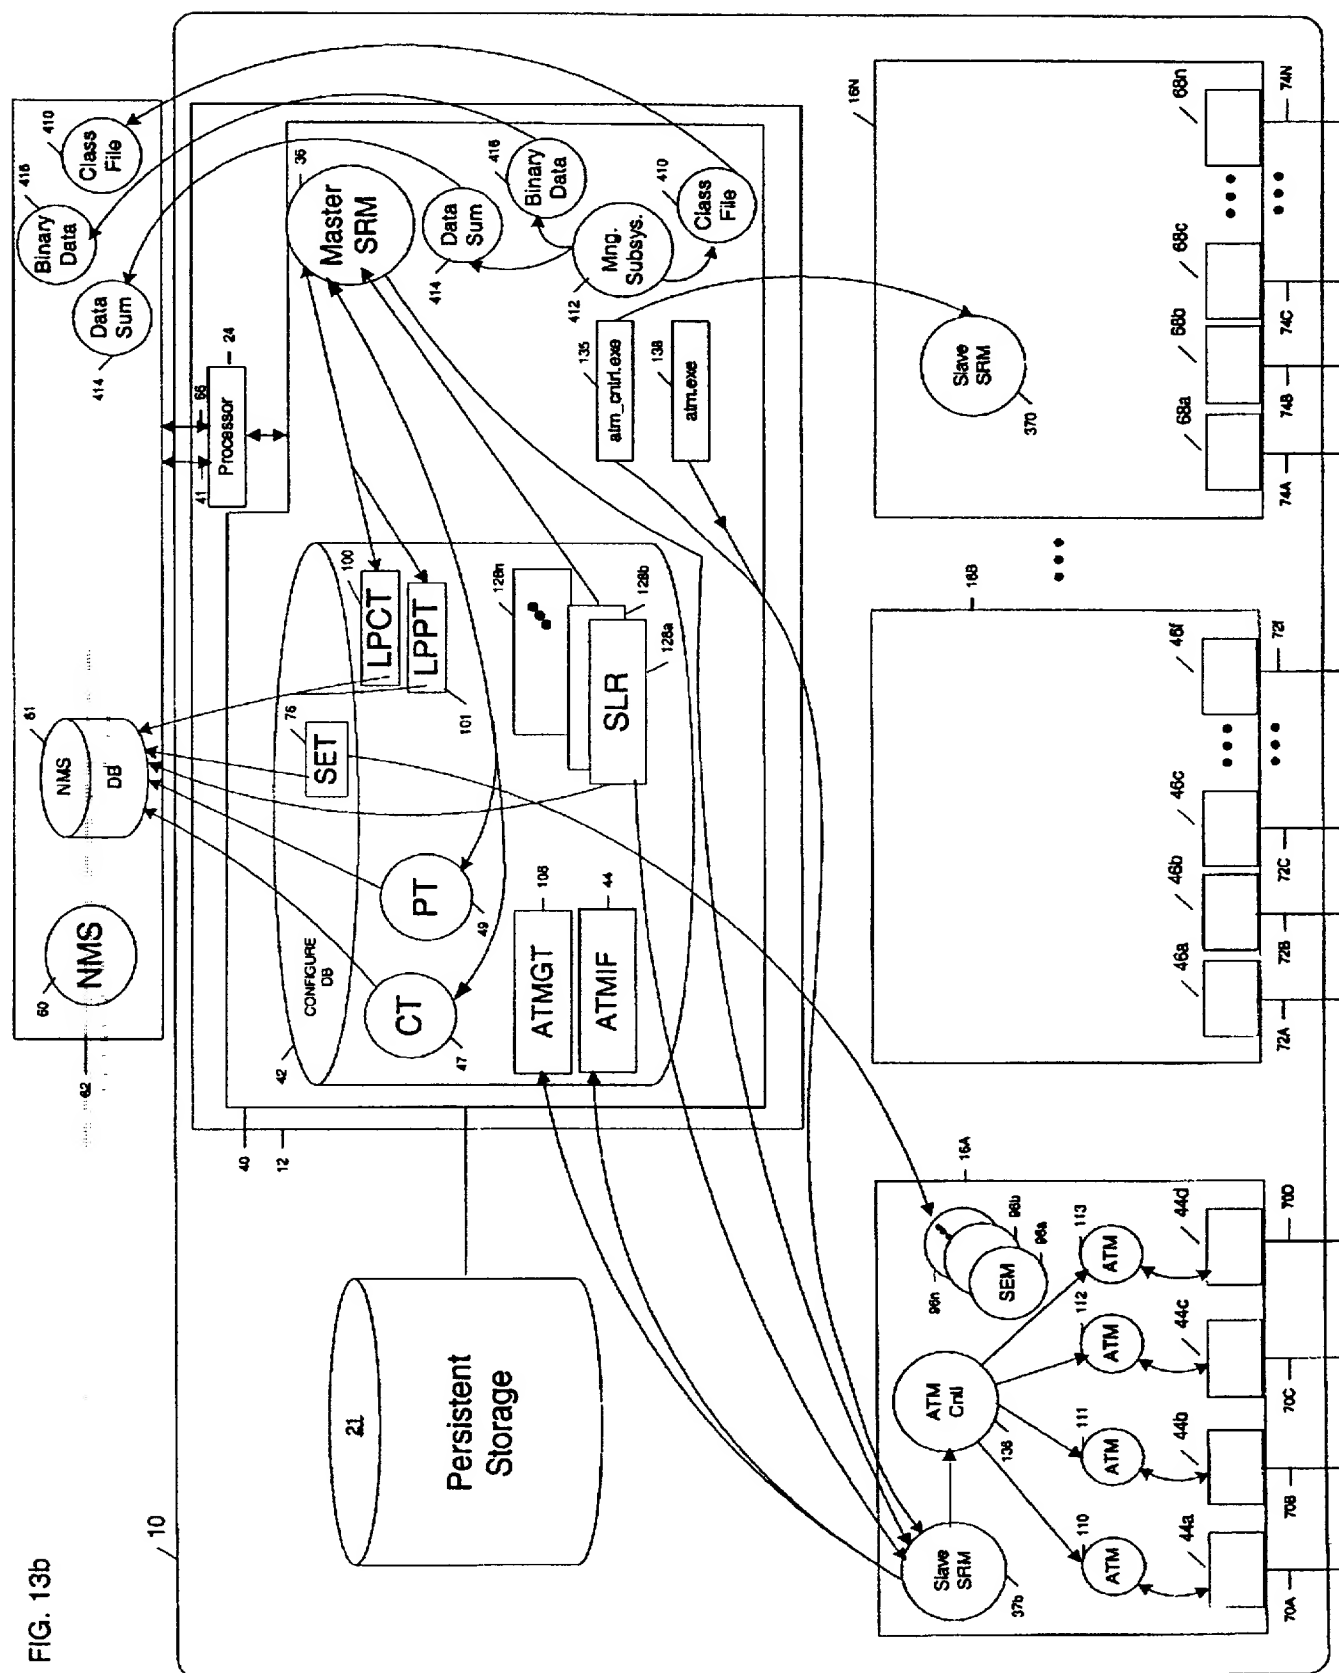 FIG. 13b
10
62
60
NMS
61
NMS
DB
414
Data
Sum
416
Binary
Data
410
Class
File
41
66
Processor
24
40
12
42
CONFIGURE
DB
CT
47
PT
49
76
SET
100
LPCT
LPPT
101
36
Master
SRM
Data
Sum
414
Binary
Data
416
Mng.
Subsys.
412
Class
File
410
ATMGT
108
ATMIF
44
128n
128b
128a
SLR
135
atm_cntrl.exe
138
atm.exe
21
Persistent
Storage
16A
Slave
SRM
37b
ATM
Cntl
136
96n
96b
96a
SEM
110
ATM
111
ATM
112
ATM
113
ATM
44a
44b
44c
44d
70A
70B
70C
70D
16B
46a
46b
46c
46f
72A
72B
72C
72f
16N
Slave
SRM
370
68a
68b
68c
68n
74A
74B
74C
74N